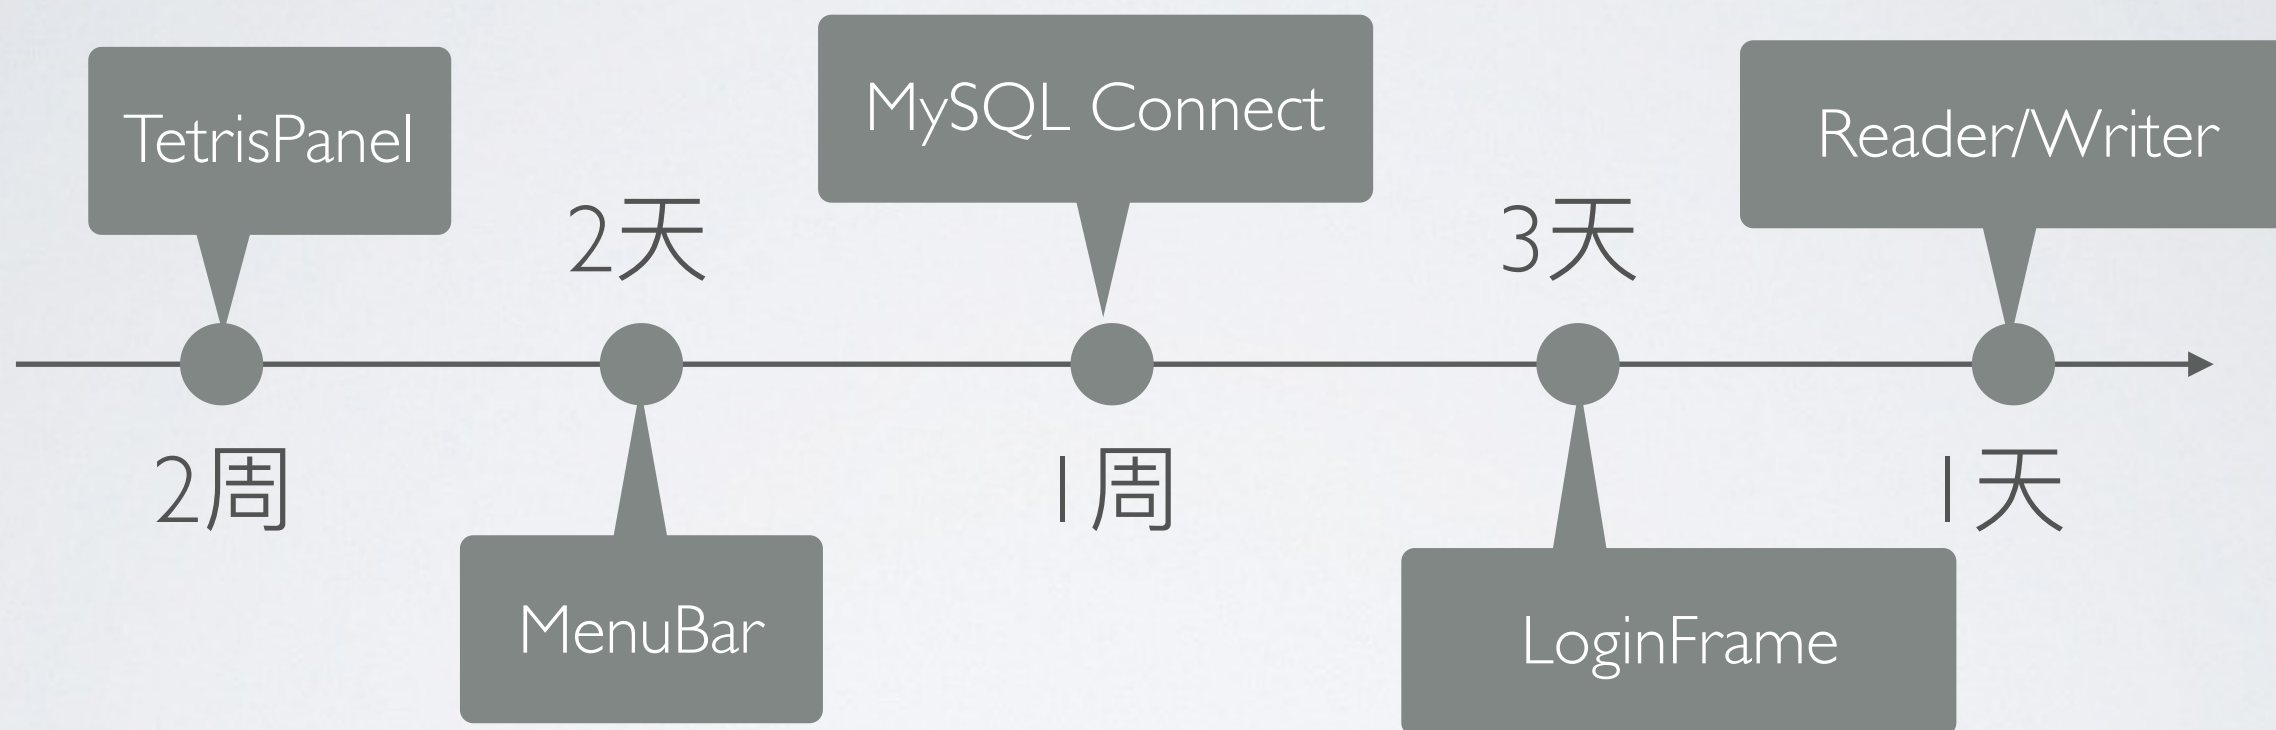 TetrisPanel
2周
2天
MenuBar
MySQL Connect
1周
3天
LoginFrame
Reader/Writer
1天